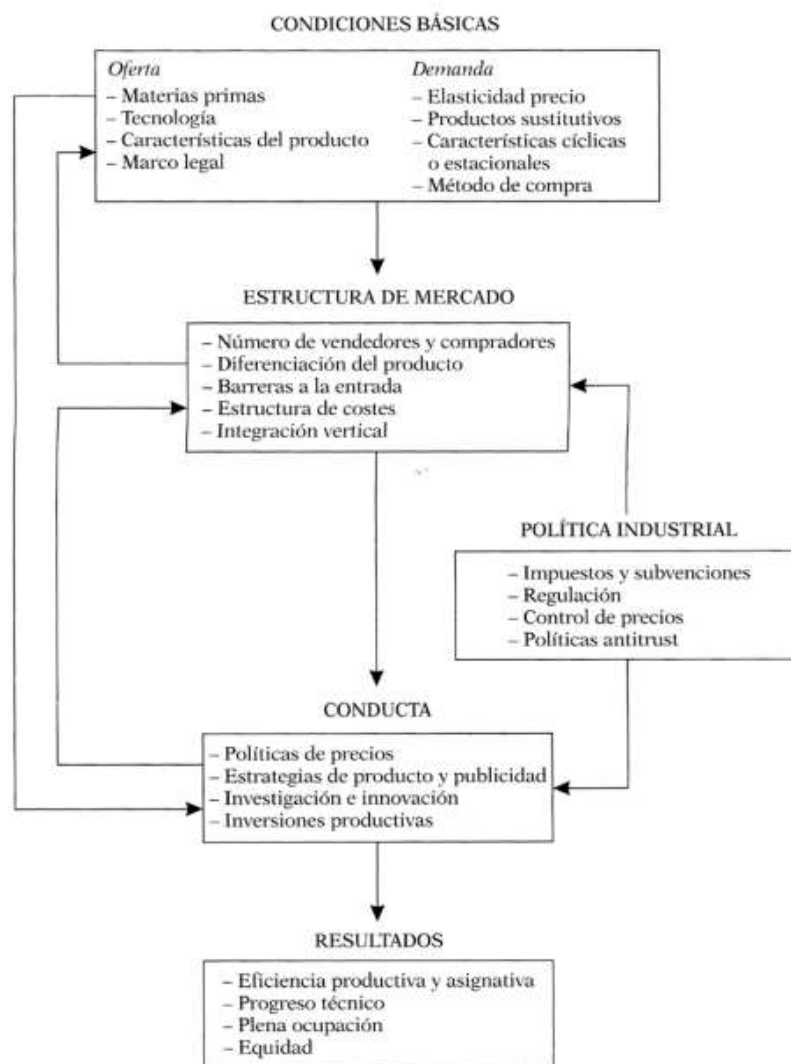 CONDICIONES BÁSICAS
Oferta
– Materias primas
– Tecnología
– Características del producto
– Marco legal
Demanda
– Elasticidad precio
– Productos sustitutivos
– Características cíclicas
o estacionales
– Método de compra
ESTRUCTURA DE MERCADO
– Número de vendedores y compradores
– Diferenciación del producto
– Barreras a la entrada
– Estructura de costes
– Integración vertical
POLÍTICA INDUSTRIAL
– Impuestos y subvenciones
– Regulación
– Control de precios
– Políticas antitrust
CONDUCTA
– Políticas de precios
– Estrategias de producto y publicidad
– Investigación e innovación
– Inversiones productivas
RESULTADOS
– Eficiencia productiva y asignativa
– Progreso técnico
– Plena ocupación
– Equidad